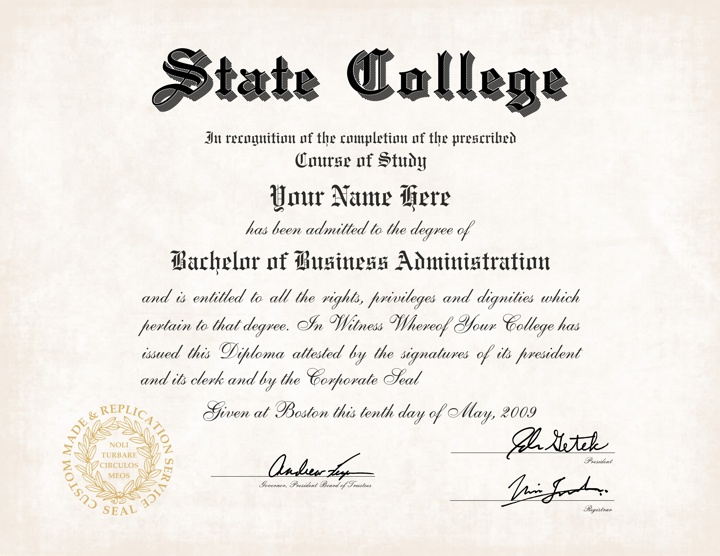 State College
In recognition of the completion of the prescribed
Course of Study
Your Name Here
has been admitted to the degree of
Bachelor of Business Administration
and is entitled to all the rights, privileges and dignities which
pertain to that degree. In Witness Whereof Your College has
issued this Diploma attested by the signatures of its president
and its clerk and by the Corporate Seal
Given at Boston this tenth day of May, 2009
CUSTOM MADE & REPLICATION SERVICE
SEAL
NOLI
TURBARE
CIRCULOS
MEOS
President
Andrew
Governor, President Board of Trustees
Registrar